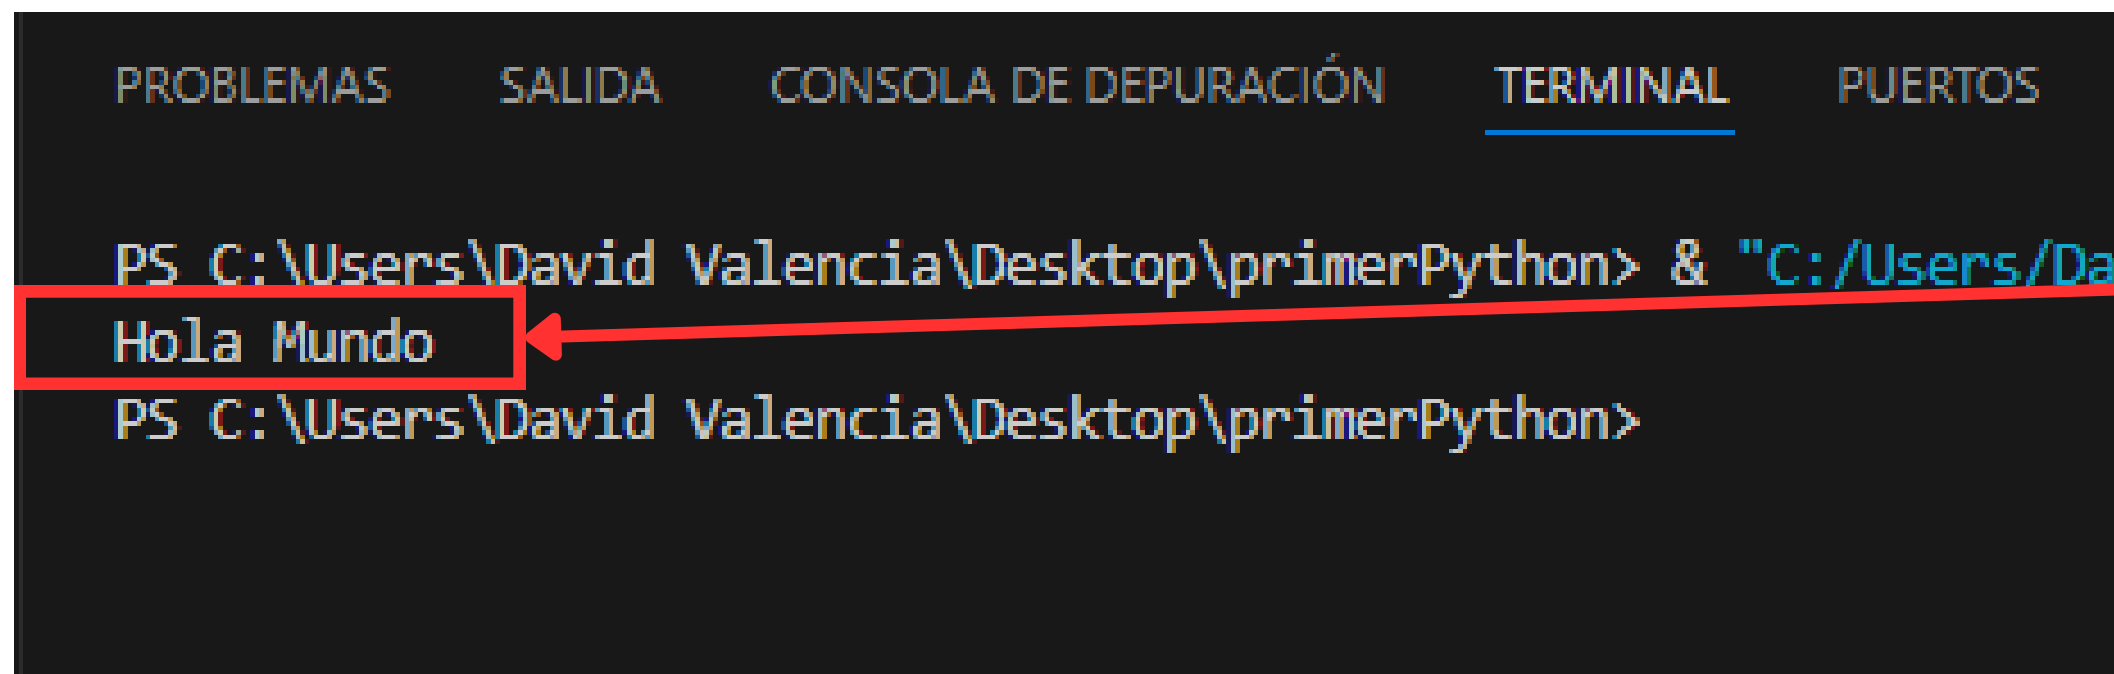 PROBLEMAS SALIDA CONSOLA DE DEPURACIÓN TERMINAL PUERTOS
PS C:\Users\David Valencia\Desktop\primerPython> & "C:/Users/Da
Hola Mundo
PS C:\Users\David Valencia\Desktop\primerPython>